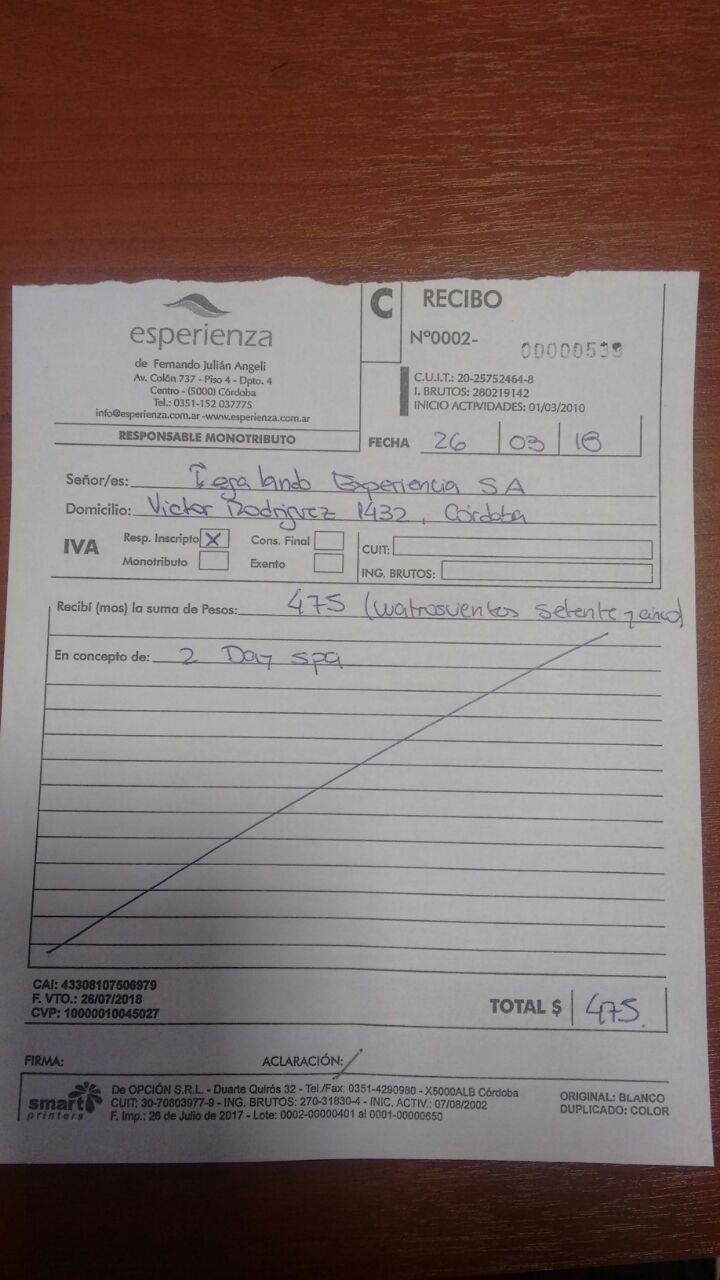 esperienza
de Fernando Julián Angeli
Av. Colón 737 - Piso 4 - Dpto. 4
Centro - (5000) Córdoba
Tel.: 0351-152 037775
info@esperienza.com.ar -www.esperienza.com.ar
RESPONSABLE MONOTRIBUTO
C
RECIBO
Nº0002- 00000539
C.U.I.T.: 20-25752464-8
I. BRUTOS: 280219142
INICIO ACTIVIDADES: 01/03/2010
FECHA 26 03 18
Señor/es: Regalando Experiencia SA
Domicilio: Victor Rodriguez 1432, Córdoba
IVA Resp. Inscripto X Cons. Final CUIT:
Monotributo Exento ING. BRUTOS:
Recibí (mos) la suma de Pesos: 475 (cuatrosientos setente y cinco)
En concepto de: 2 Day spa
CAI: 43308107506979
F. VTO.: 26/07/2018
CVP: 10000010045027
TOTAL $ 475.
FIRMA: ACLARACIÓN:
smart printers
De OPCIÓN S.R.L. - Duarte Quirós 32 - Tel./Fax: 0351-4290980 - X5000ALB Córdoba
CUIT: 30-70803977-9 - ING. BRUTOS: 270-31830-4 - INIC. ACTIV.: 07/08/2002
F. Imp.: 26 de Julio de 2017 - Lote: 0002-00000401 al 0001-00000650
ORIGINAL: BLANCO
DUPLICADO: COLOR